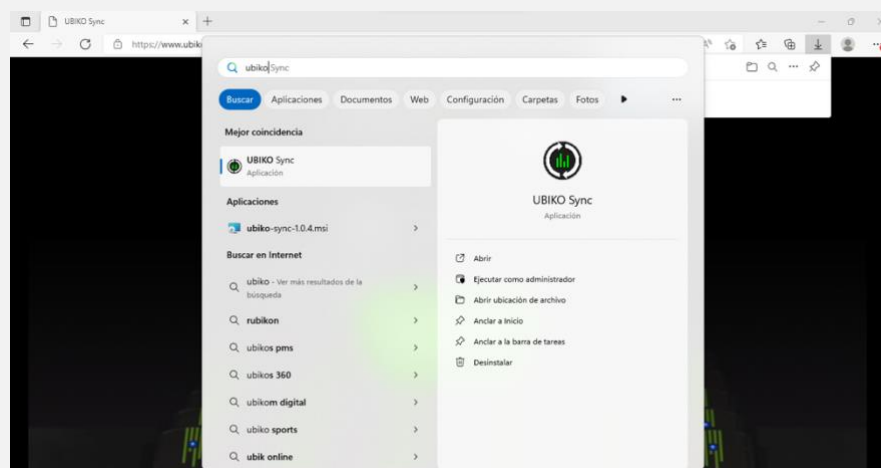 UBIKO Sync
https://www.ubik
ubiko Sync
Buscar Aplicaciones Documentos Web Configuración Carpetas Fotos
Mejor coincidencia
UBIKO Sync
Aplicación
Aplicaciones
ubiko-sync-1.0.4.msi
Buscar en Internet
ubiko - Ver más resultados de la
búsqueda
rubikon
ubikos pms
ubikos 360
ubikom digital
ubiko sports
ubik online
UBIKO Sync
Aplicación
Abrir
Ejecutar como administrador
Abrir ubicación de archivo
Anclar a Inicio
Anclar a la barra de tareas
Desinstalar